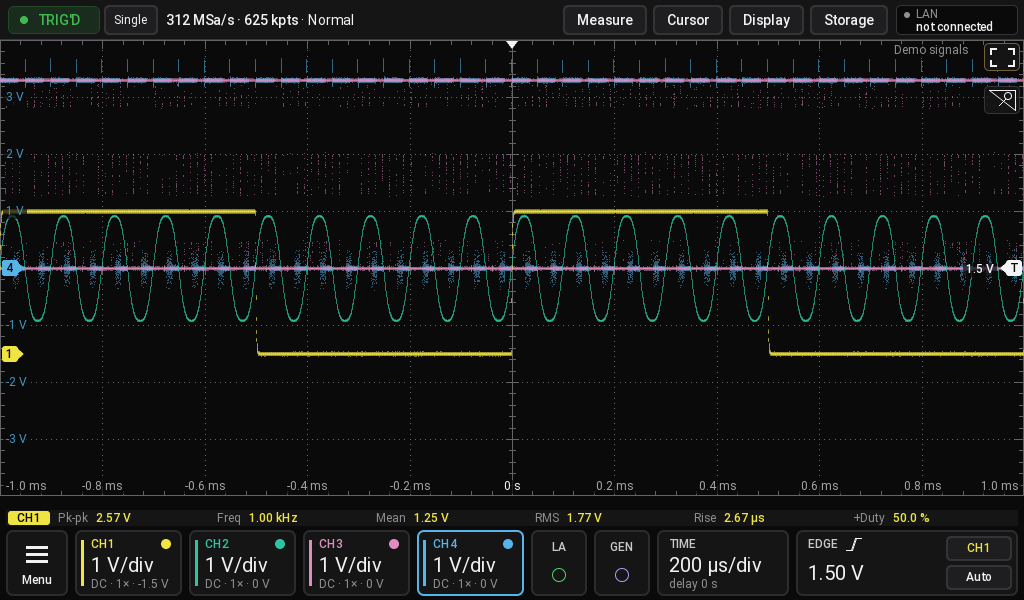 TRIG'D
Single
312 MSa/s · 625 kpts · Normal
Measure
Cursor
Display
Storage
LAN
not connected
Demo signals
3 V
2 V
1 V
4
1.5 V
T
-1 V
1
-2 V
-3 V
-1.0 ms
-0.8 ms
-0.6 ms
-0.4 ms
-0.2 ms
0 s
0.2 ms
0.4 ms
0.6 ms
0.8 ms
1.0 ms
CH1 Pk-pk 2.57 V Freq 1.00 kHz Mean 1.25 V RMS 1.77 V Rise 2.67 µs +Duty 50.0 %
Menu
CH1
1 V/div
DC · 1× · -1.5 V
CH2
1 V/div
DC · 1× · 0 V
CH3
1 V/div
DC · 1× · 0 V
CH4
1 V/div
DC · 1× · 0 V
LA
GEN
TIME
200 µs/div
delay 0 s
EDGE
1.50 V
CH1
Auto